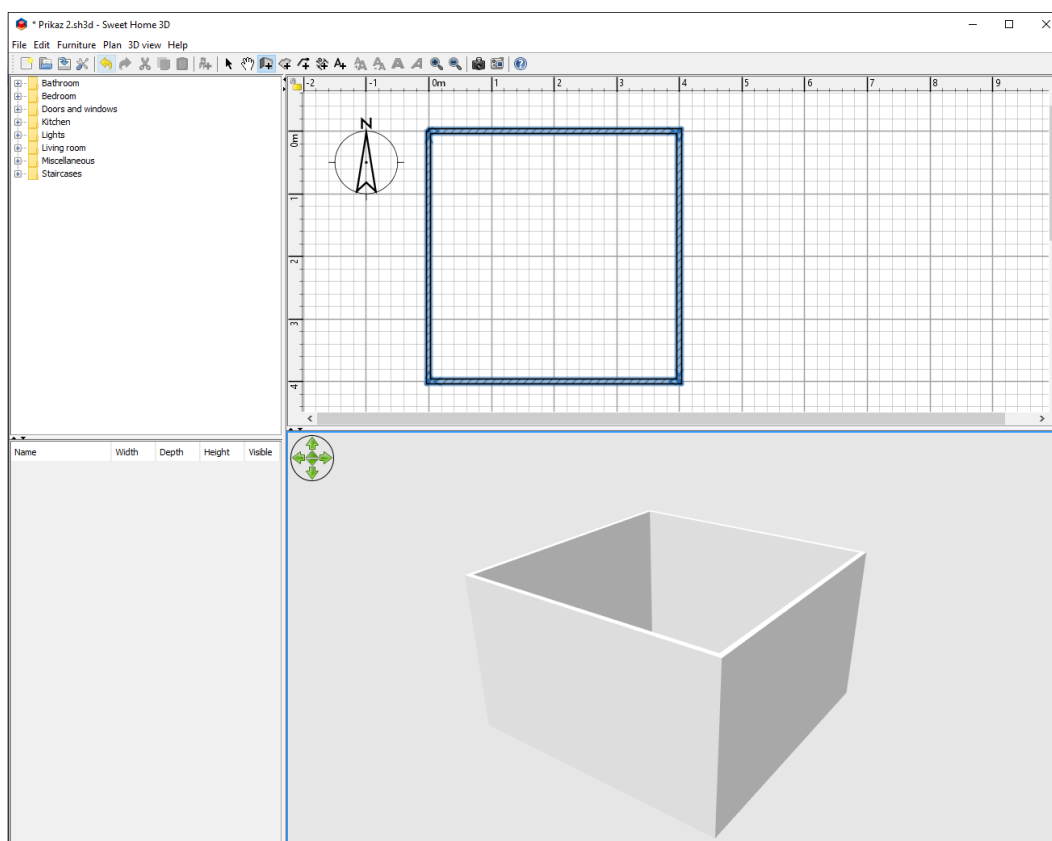 * Prikaz 2.sh3d - Sweet Home 3D
File Edit Furniture Plan 3D view Help
Bathroom
Bedroom
Doors and windows
Kitchen
Lights
Living room
Miscellaneous
Staircases
-2 -1 0m 1 2 3 4 5 6 7 8 9
0m
1
2
3
4
N
Name Width Depth Height Visible